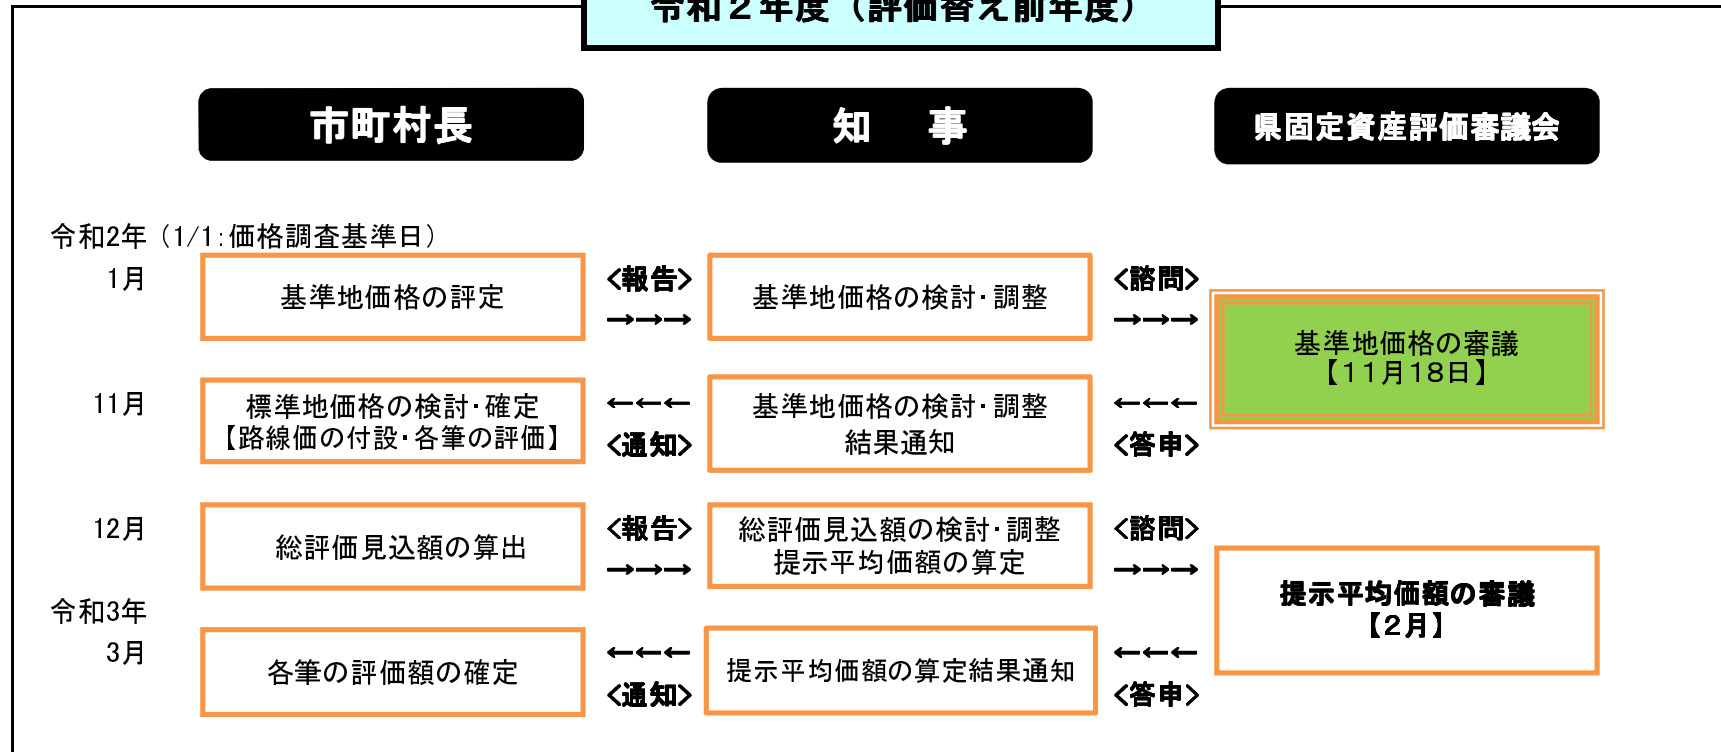 令和２年度（評価替え前年度）
市町村長
知　事
県固定資産評価審議会
令和2年（1/1:価格調査基準日）
1月
基準地価格の評定
<報告>
→→→
基準地価格の検討・調整
<諮問>
→→→
基準地価格の審議
【11月18日】
11月
標準地価格の検討・確定
【路線価の付設・各筆の評価】
←←←
<通知>
基準地価格の検討・調整
結果通知
←←←
<答申>
12月
総評価見込額の算出
<報告>
→→→
総評価見込額の検討・調整
提示平均価額の算定
<諮問>
→→→
提示平均価額の審議
【2月】
令和3年
3月
各筆の評価額の確定
←←←
<通知>
提示平均価額の算定結果通知
←←←
<答申>